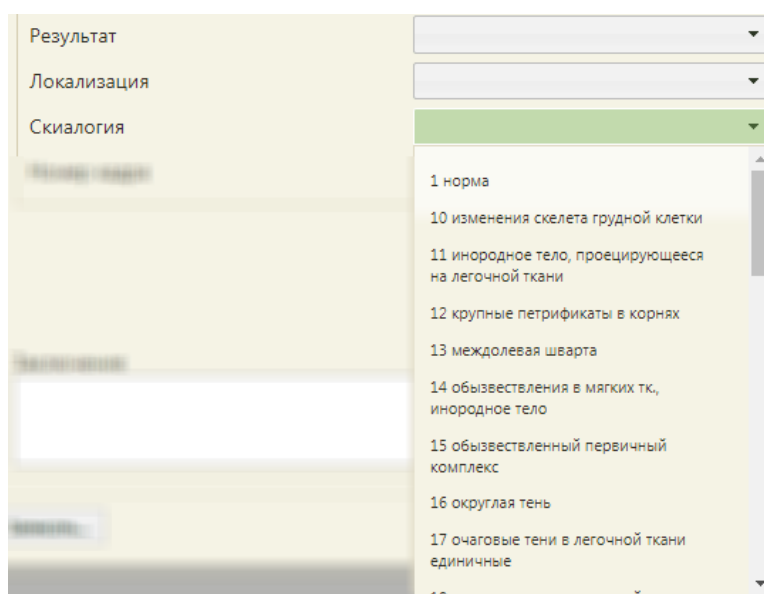 Результат
Локализация
Скиалогия
1 норма
10 изменения скелета грудной клетки
11 инородное тело, проецирующееся
на легочной ткани
12 крупные петрификаты в корнях
13 междолевая шварта
14 обызвествления в мягких тк.,
инородное тело
15 обызвествленный первичный
комплекс
16 округлая тень
17 очаговые тени в легочной ткани
единичные